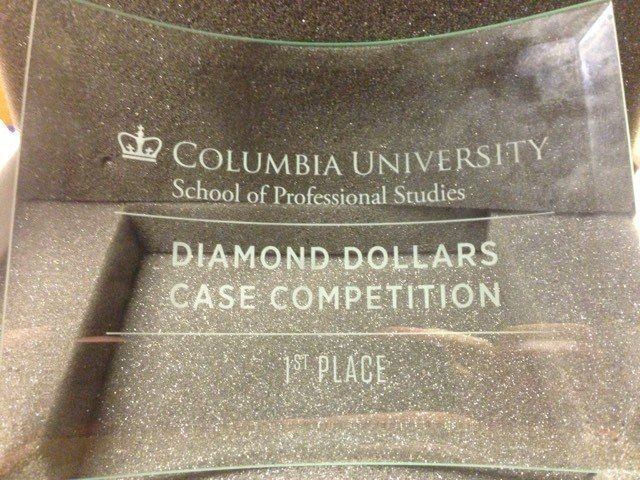 COLUMBIA UNIVERSITY
School of Professional Studies
DIAMOND DOLLARS
CASE COMPETITION
1ST PLACE